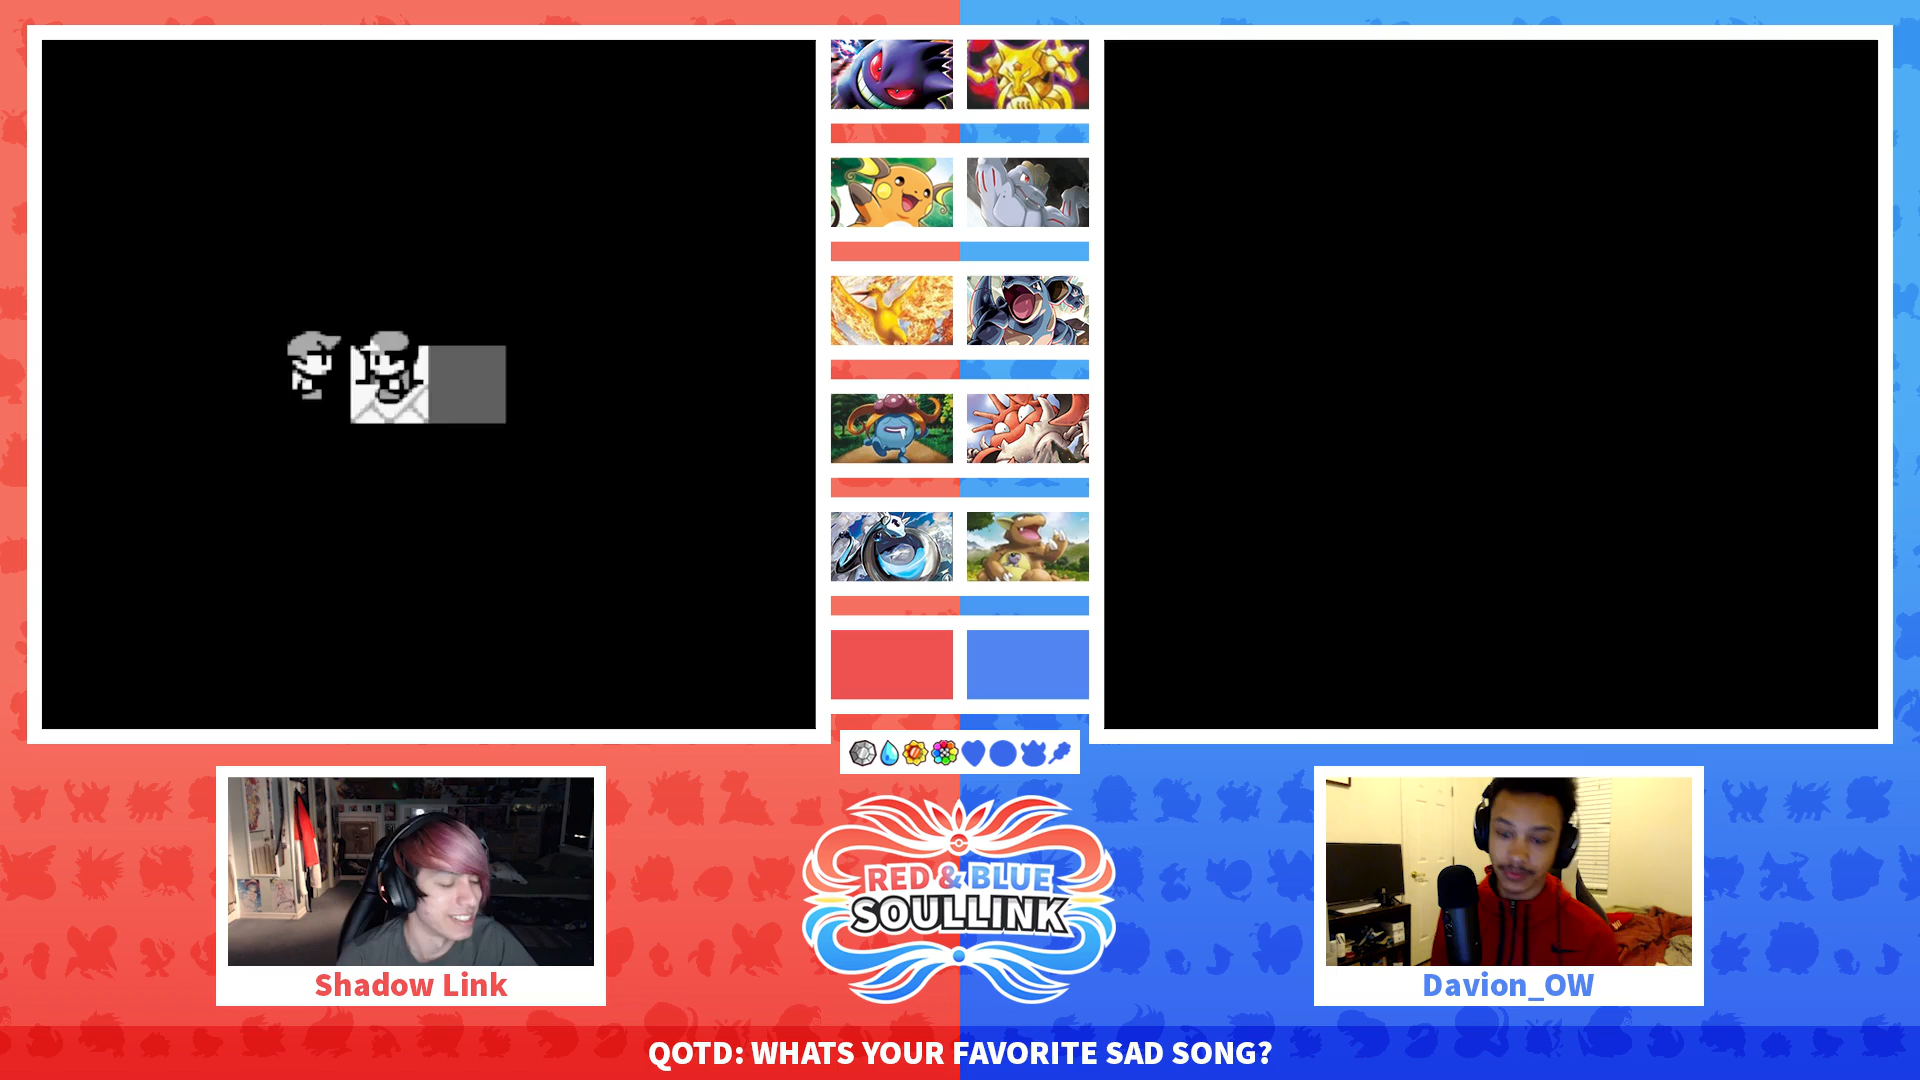 RED & BLUE
SOULLINK
Shadow Link
Davion_OW
QOTD: WHATS YOUR FAVORITE SAD SONG?